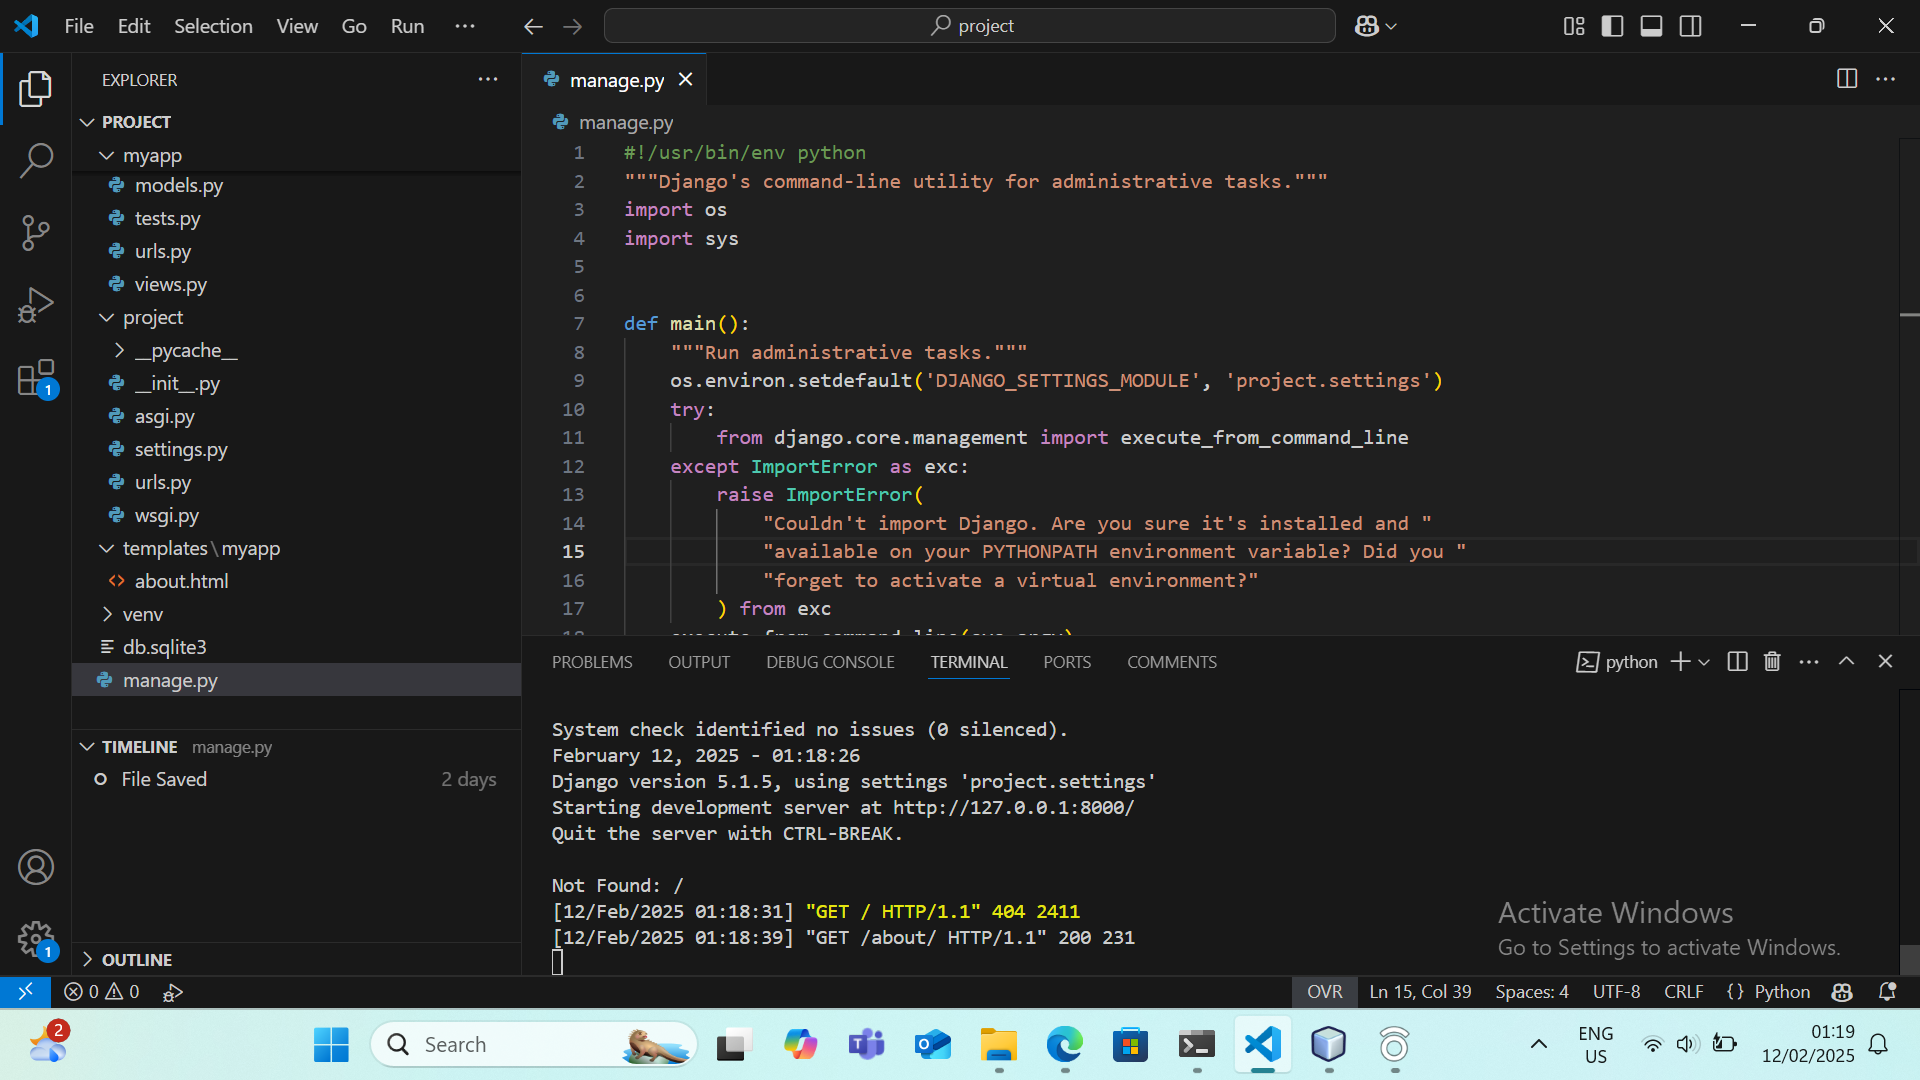 File Edit Selection View Go Run ...
project
EXPLORER
PROJECT
myapp
models.py
tests.py
urls.py
views.py
project
__pycache__
__init__.py
asgi.py
settings.py
urls.py
wsgi.py
templates\myapp
about.html
venv
db.sqlite3
manage.py
TIMELINE manage.py
File Saved 2 days
OUTLINE
1
1
manage.py
manage.py
1 #!/usr/bin/env python
2 """Django's command-line utility for administrative tasks."""
3 import os
4 import sys
5
6
7 def main():
8 """Run administrative tasks."""
9 os.environ.setdefault('DJANGO_SETTINGS_MODULE', 'project.settings')
10 try:
11 from django.core.management import execute_from_command_line
12 except ImportError as exc:
13 raise ImportError(
14 "Couldn't import Django. Are you sure it's installed and "
15 "available on your PYTHONPATH environment variable? Did you "
16 "forget to activate a virtual environment?"
17 ) from exc
PROBLEMS OUTPUT DEBUG CONSOLE TERMINAL PORTS COMMENTS
python
System check identified no issues (0 silenced).
February 12, 2025 - 01:18:26
Django version 5.1.5, using settings 'project.settings'
Starting development server at http://127.0.0.1:8000/
Quit the server with CTRL-BREAK.
Not Found: /
[12/Feb/2025 01:18:31] "GET / HTTP/1.1" 404 2411
[12/Feb/2025 01:18:39] "GET /about/ HTTP/1.1" 200 231
Activate Windows
Go to Settings to activate Windows.
0 0
OVR Ln 15, Col 39 Spaces: 4 UTF-8 CRLF {} Python
2
Search
ENG
US
01:19
12/02/2025